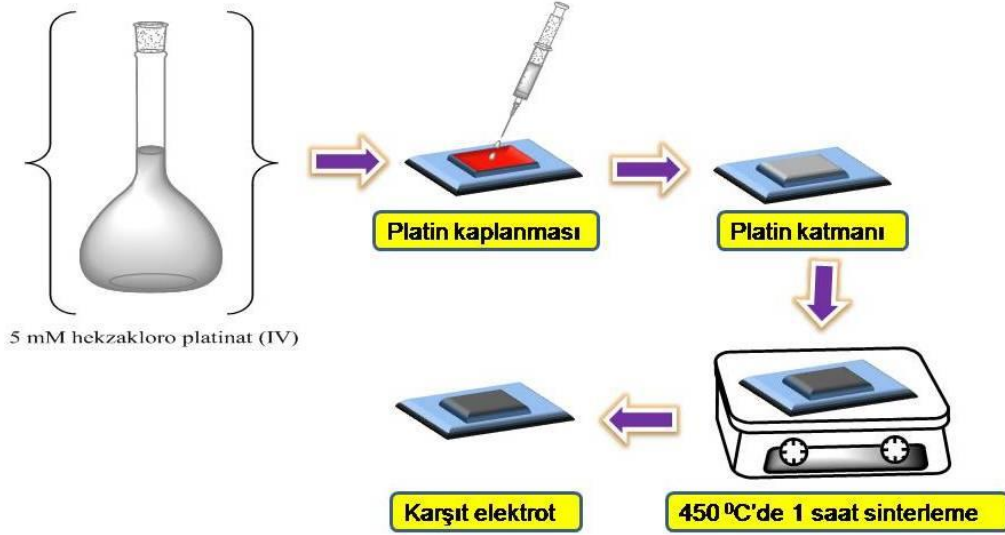 Platin kaplanması
Platin katmanı
5 mM hekzakloro platinat (IV)
Karşıt elektrot
450 ⁰C'de 1 saat sinterleme